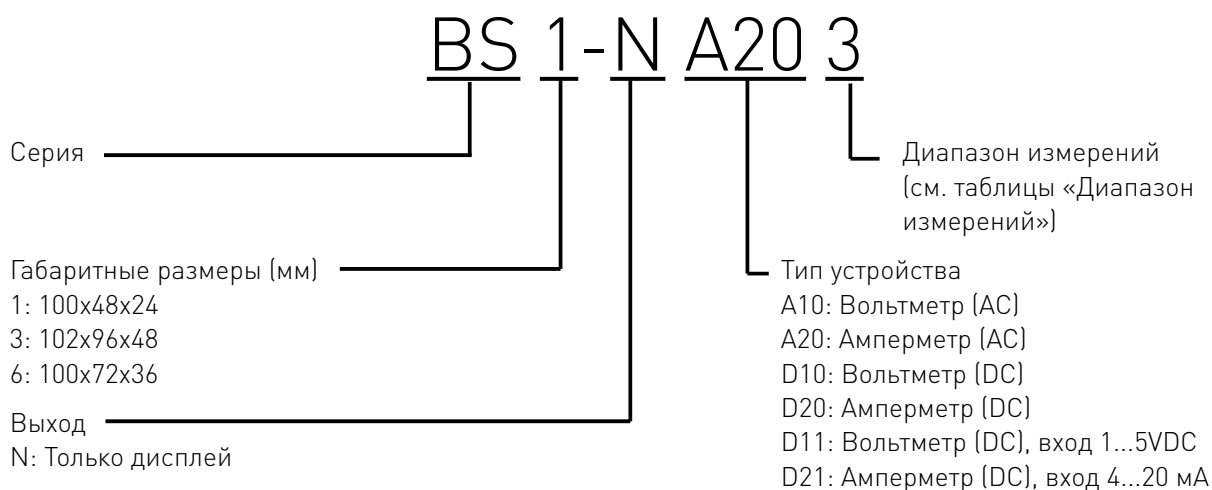 BS 1-N A20 3
Серия
Диапазон измерений
(см. таблицы «Диапазон
измерений»)
Габаритные размеры (мм)
1: 100x48x24
3: 102x96x48
6: 100x72x36
Выход
N: Только дисплей
Тип устройства
A10: Вольтметр (AC)
A20: Амперметр (AC)
D10: Вольтметр (DC)
D20: Амперметр (DC)
D11: Вольтметр (DC), вход 1...5VDC
D21: Амперметр (DC), вход 4...20 мА